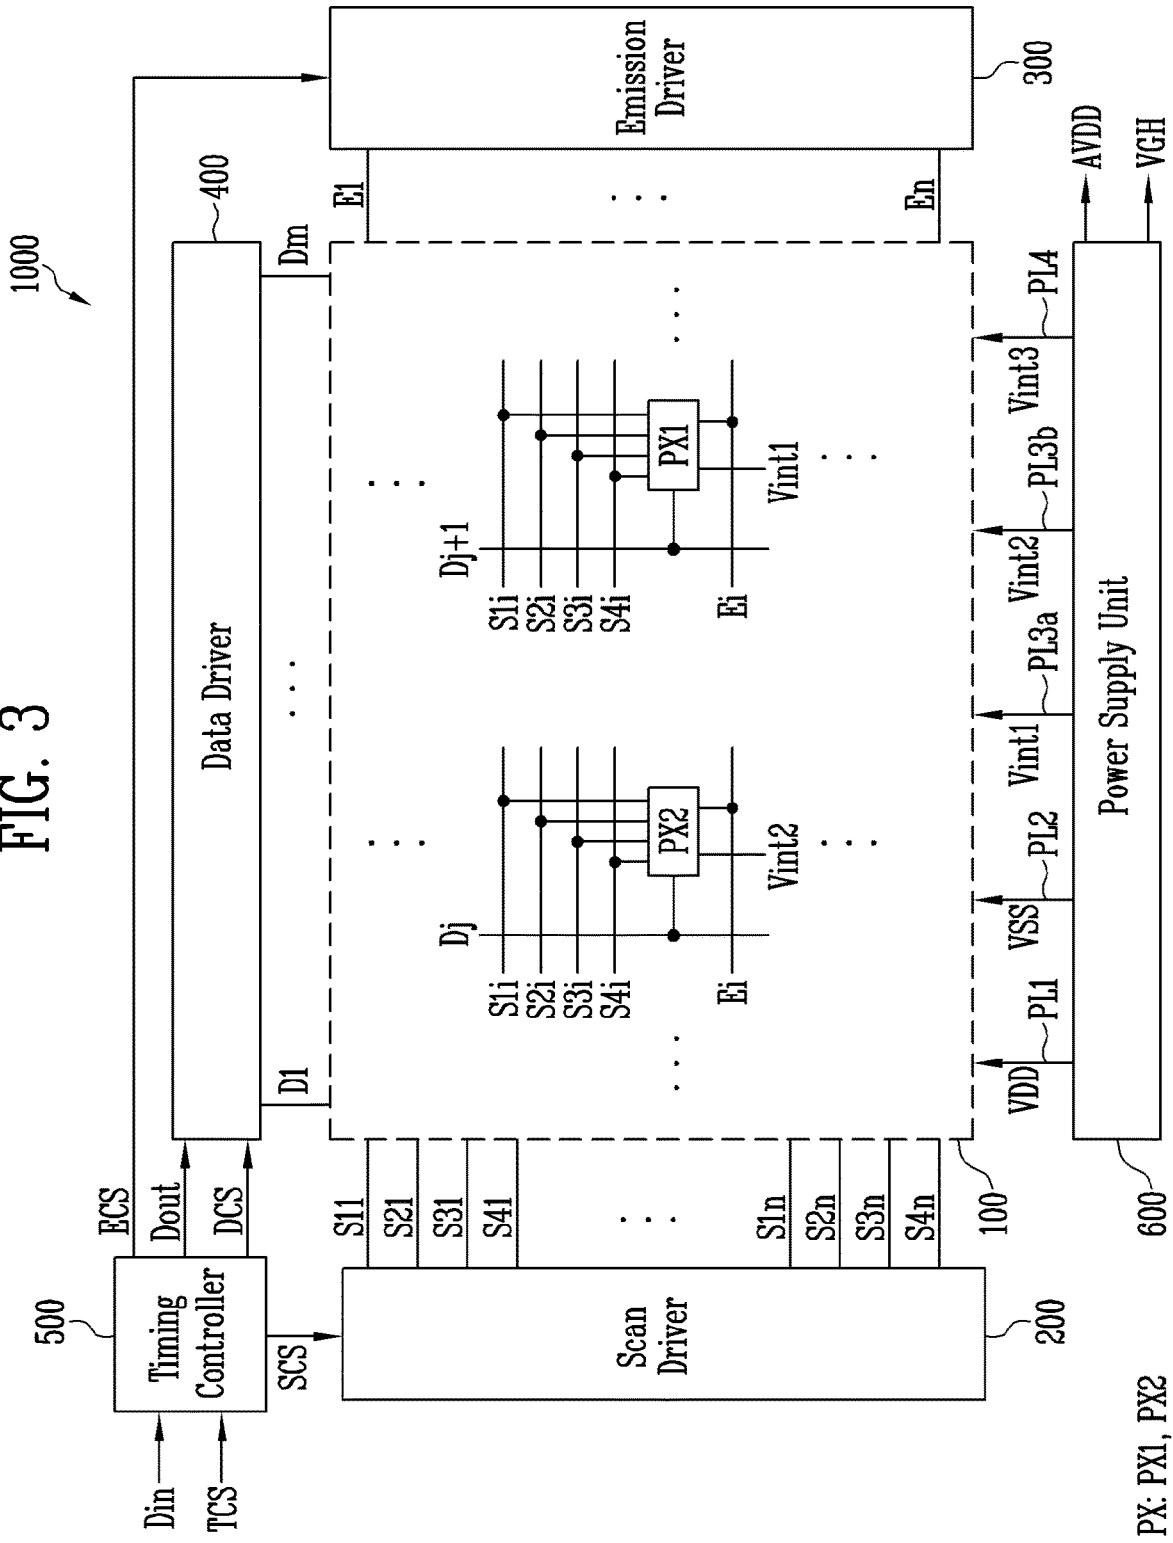 FIG. 3
1000
500
Din
TCS
Timing
Controller
ECS
Dout
DCS
SCS
Data Driver
400
D1
Dm
Scan
Driver
200
S11
S21
S31
S41
S1n
S2n
S3n
S4n
100
Dj
S1i
S2i
S3i
S4i
PX2
Ei
Vint2
Dj+1
S1i
S2i
S3i
S4i
PX1
Ei
Vint1
E1
En
Emission
Driver
300
VDD
PL1
VSS
PL2
Vint1
PL3a
Vint2
PL3b
Vint3
PL4
Power Supply Unit
600
AVDD
VGH
PX: PX1, PX2